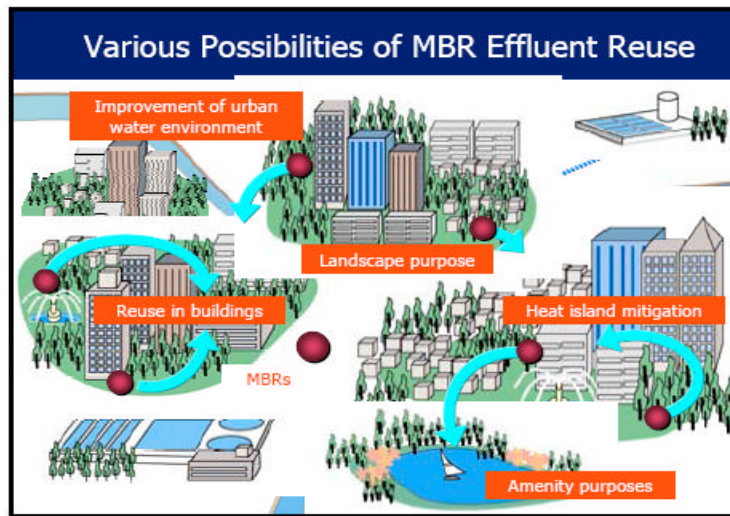 Various Possibilities of MBR Effluent Reuse
Improvement of urban
water environment
Landscape purpose
Reuse in buildings
Heat island mitigation
MBRs
Amenity purposes